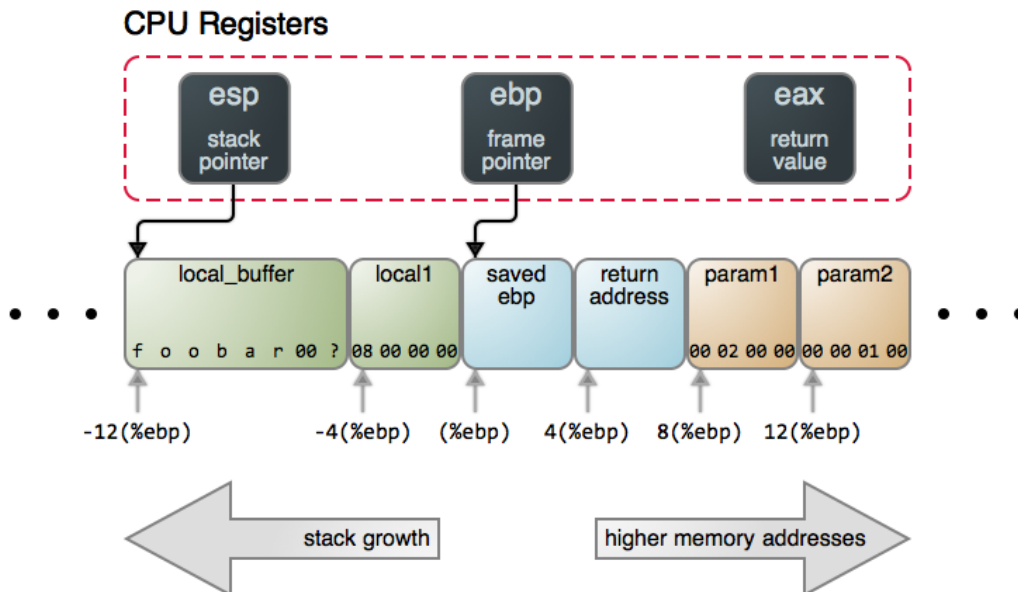 CPU Registers
esp
stack
pointer
ebp
frame
pointer
eax
return
value
local_buffer
local1
saved
ebp
return
address
param1
param2
f o o b a r 00 ?
08 00 00 00
00 02 00 00
00 00 01 00
-12(%ebp)
-4(%ebp)
(%ebp)
4(%ebp)
8(%ebp)
12(%ebp)
stack growth
higher memory addresses